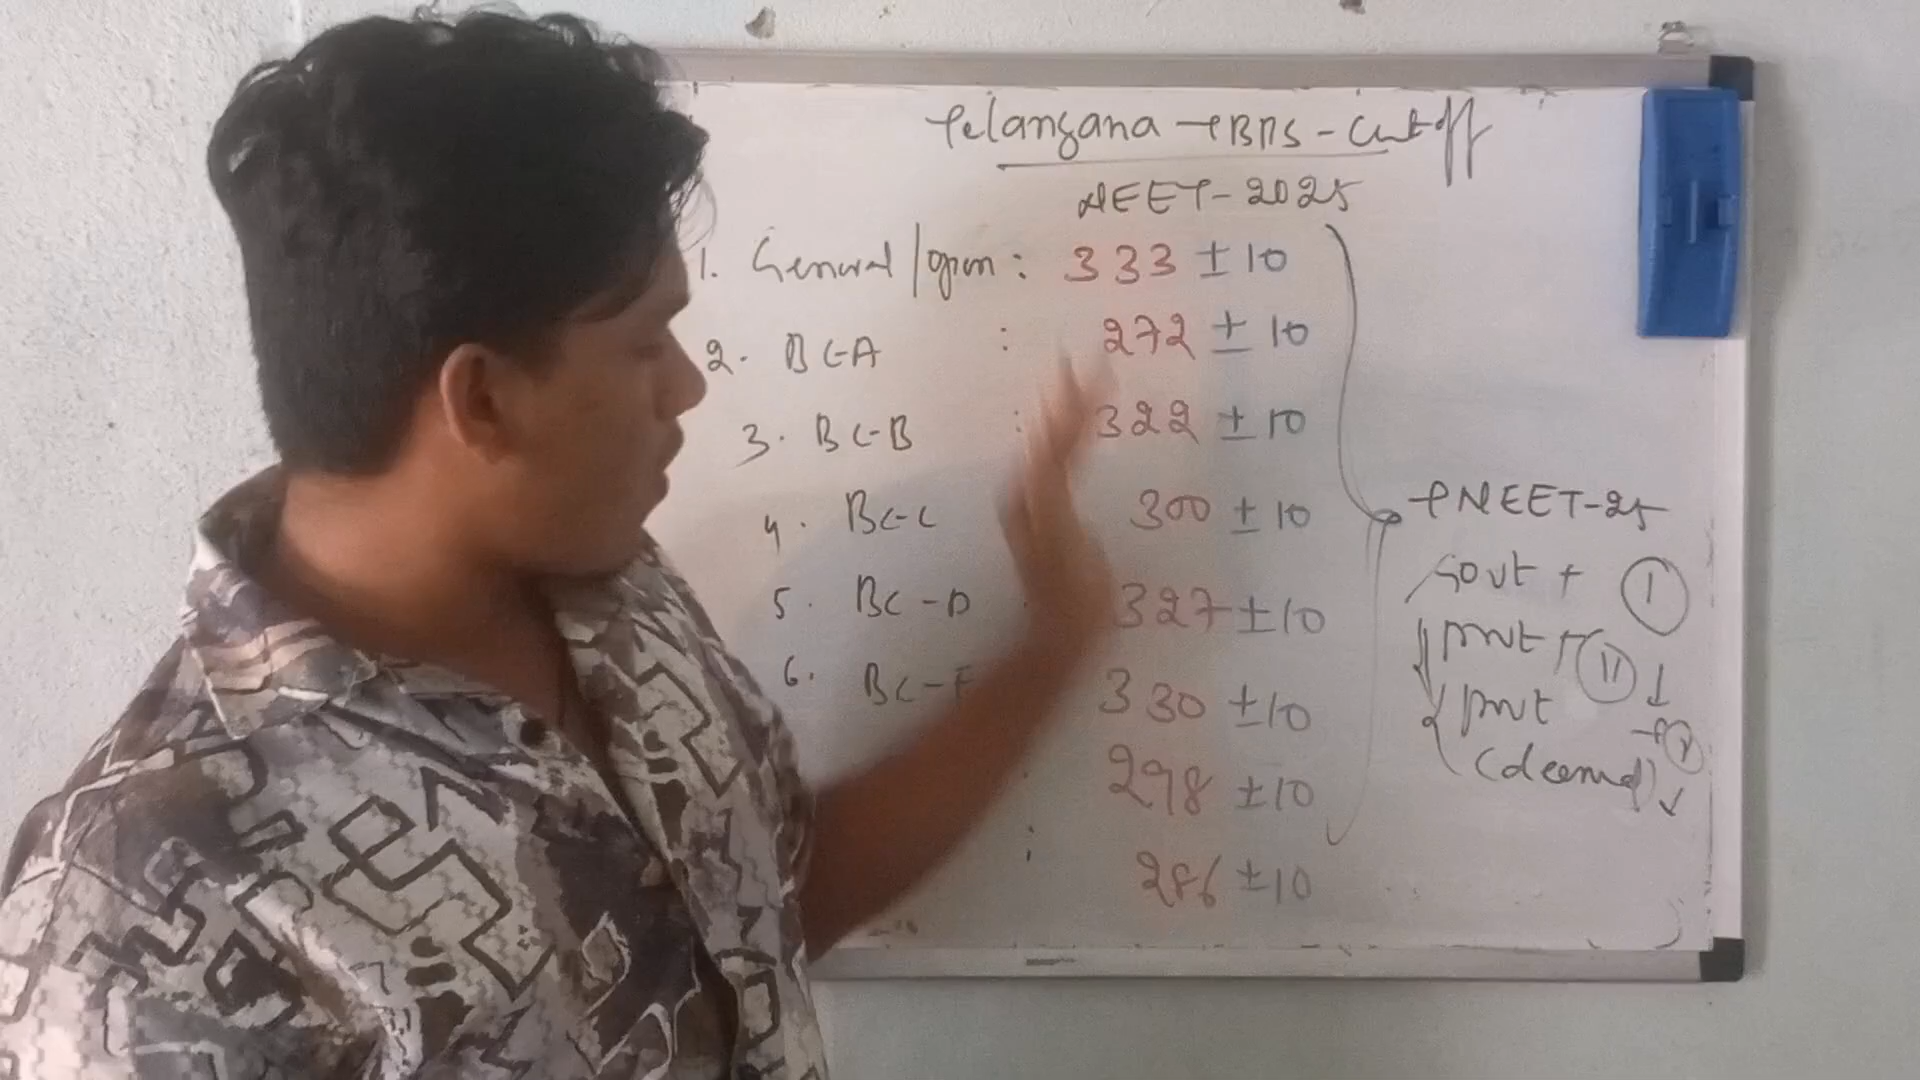 Telangana → BDS - Cutoff
NEET - 2025
1. General / open : 333 ± 10
2. BC-A : 272 ± 10
3. BC-B : 322 ± 10
4. BC-C 300 ± 10
5. BC-D 327 ± 10
6. BC-E 330 ± 10
298 ± 10
: 286 ± 10
NEET-25
Govt + I
pvt + II ↓
pvt
(deemed) ↓